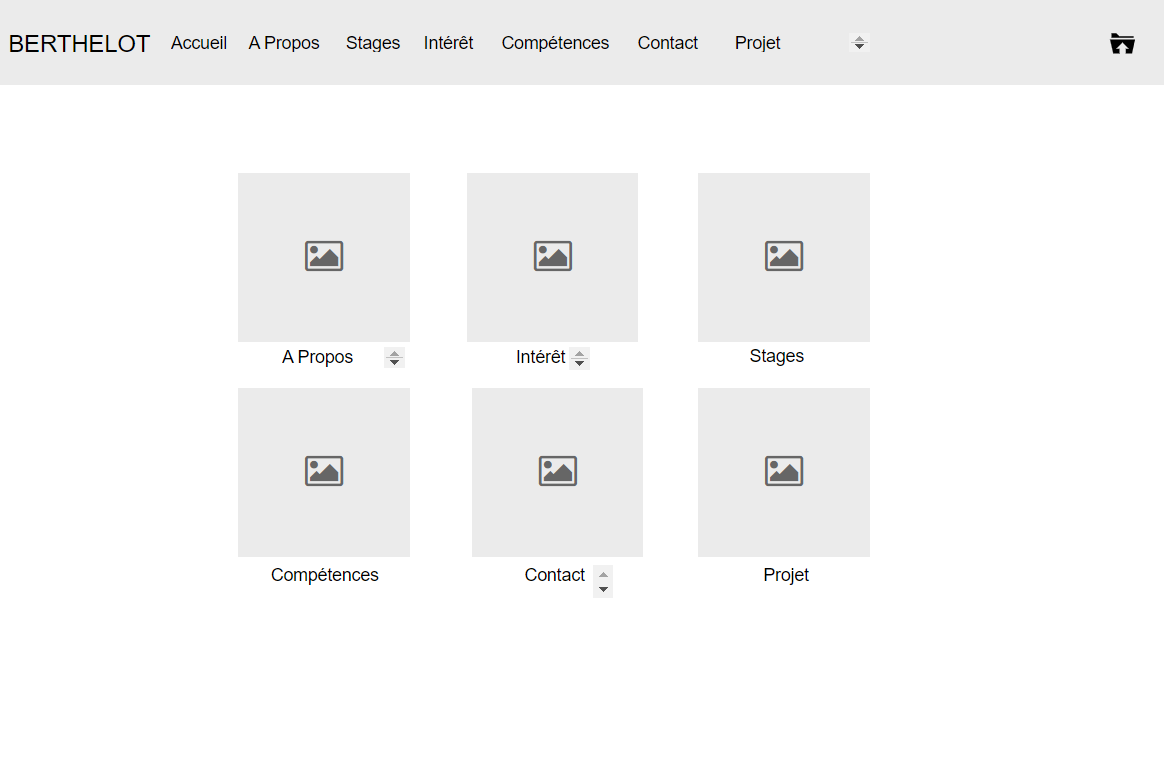 BERTHELOT Accueil A Propos Stages Intérêt Compétences Contact Projet
A Propos Intérêt Stages
Compétences Contact Projet